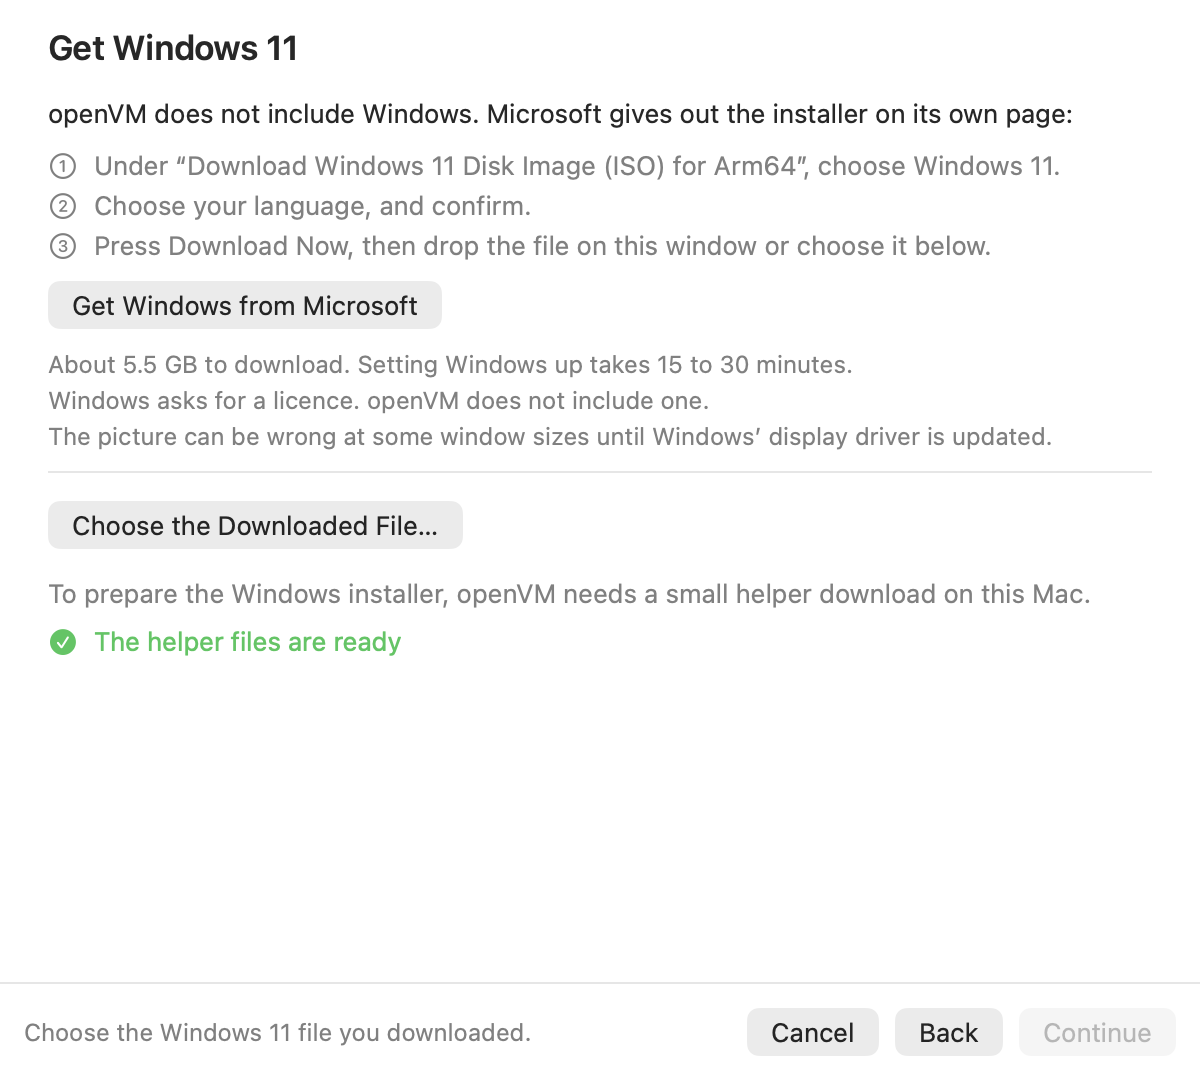 Get Windows 11
openVM does not include Windows. Microsoft gives out the installer on its own page:
1 Under “Download Windows 11 Disk Image (ISO) for Arm64”, choose Windows 11.
2 Choose your language, and confirm.
3 Press Download Now, then drop the file on this window or choose it below.
Get Windows from Microsoft
About 5.5 GB to download. Setting Windows up takes 15 to 30 minutes.
Windows asks for a licence. openVM does not include one.
The picture can be wrong at some window sizes until Windows’ display driver is updated.
Choose the Downloaded File...
To prepare the Windows installer, openVM needs a small helper download on this Mac.
The helper files are ready
Choose the Windows 11 file you downloaded.
Cancel
Back
Continue